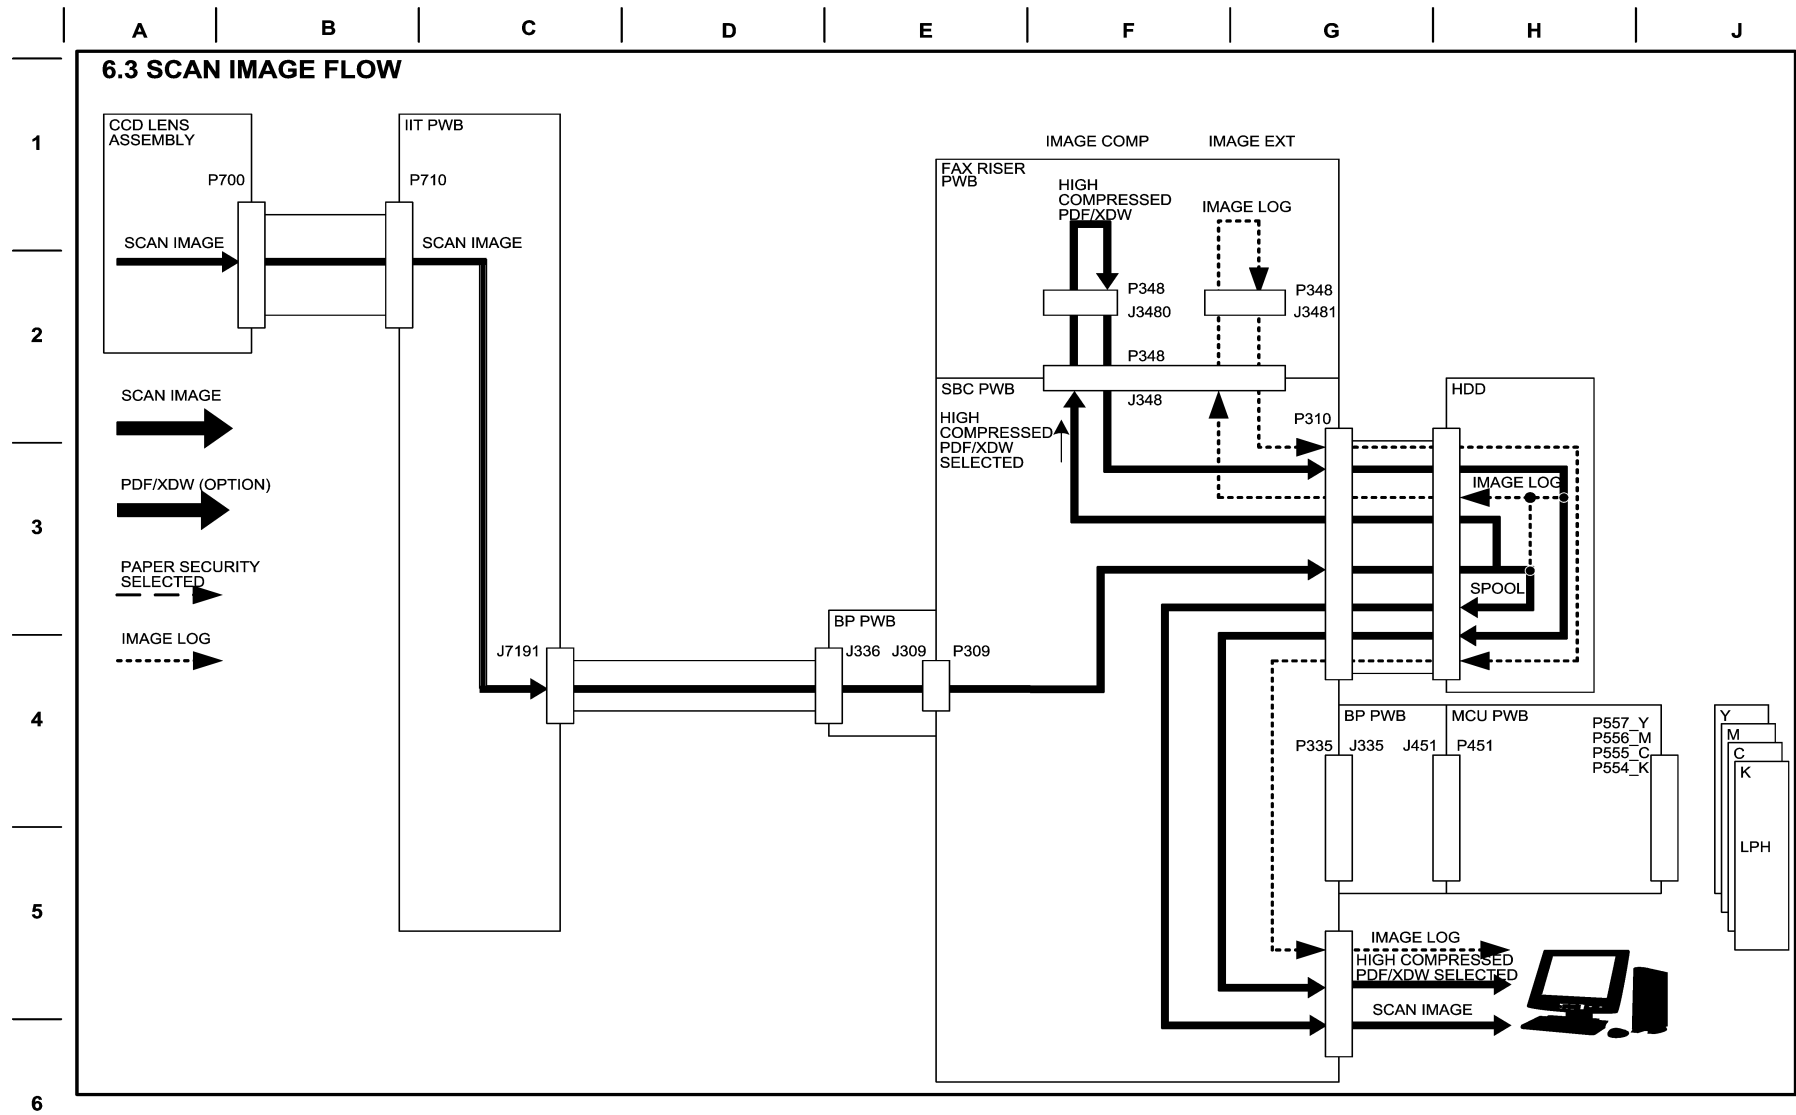 A B C D E F G H J
6.3 SCAN IMAGE FLOW
1
2
3
4
5
6
CCD LENS
ASSEMBLY
P700
SCAN IMAGE
IIT PWB
P710
SCAN IMAGE
SCAN IMAGE
PDF/XDW (OPTION)
PAPER SECURITY
SELECTED
IMAGE LOG
J7191
BP PWB
J336
J309
P309
IMAGE COMP
IMAGE EXT
FAX RISER
PWB
HIGH
COMPRESSED
PDF/XDW
IMAGE LOG
P348
J3480
P348
J3481
P348
J348
SBC PWB
HIGH
COMPRESSED
PDF/XDW
SELECTED
P310
HDD
IMAGE LOG
SPOOL
BP PWB
P335
J335
J451
MCU PWB
P451
P557_Y
P556_M
P555_C
P554_K
Y
M
C
K
LPH
IMAGE LOG
HIGH COMPRESSED
PDF/XDW SELECTED
SCAN IMAGE